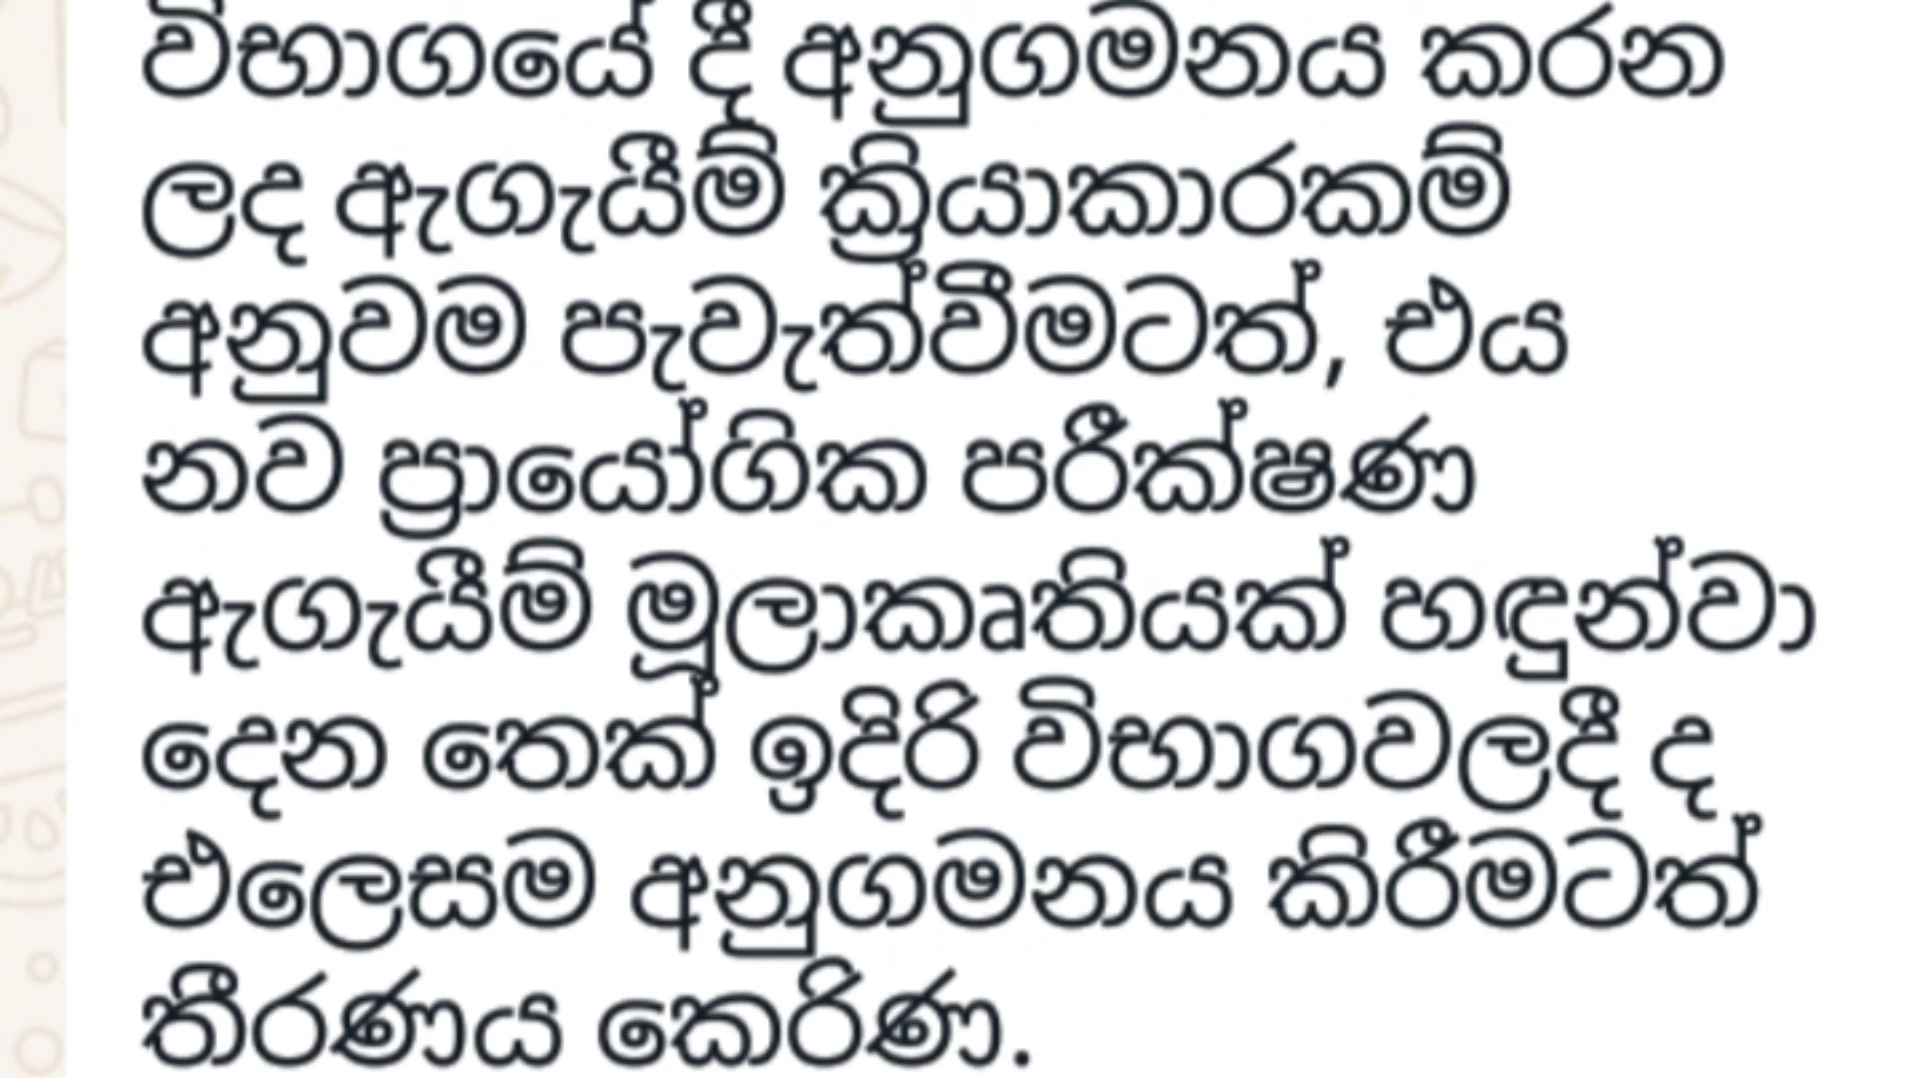 විභාගයේ දී අනුගමනය කරන
ලද ඇගැයීම් ක්‍රියාකාරකම්
අනුවම පැවැත්වීමටත්, එය
නව ප්‍රායෝගික පරීක්ෂණ
ඇගැයීම් මූලාකෘතියක් හඳුන්වා
දෙන තෙක් ඉදිරි විභාගවලදී ද
එලෙසම අනුගමනය කිරීමටත්
තීරණය කෙරිණ.